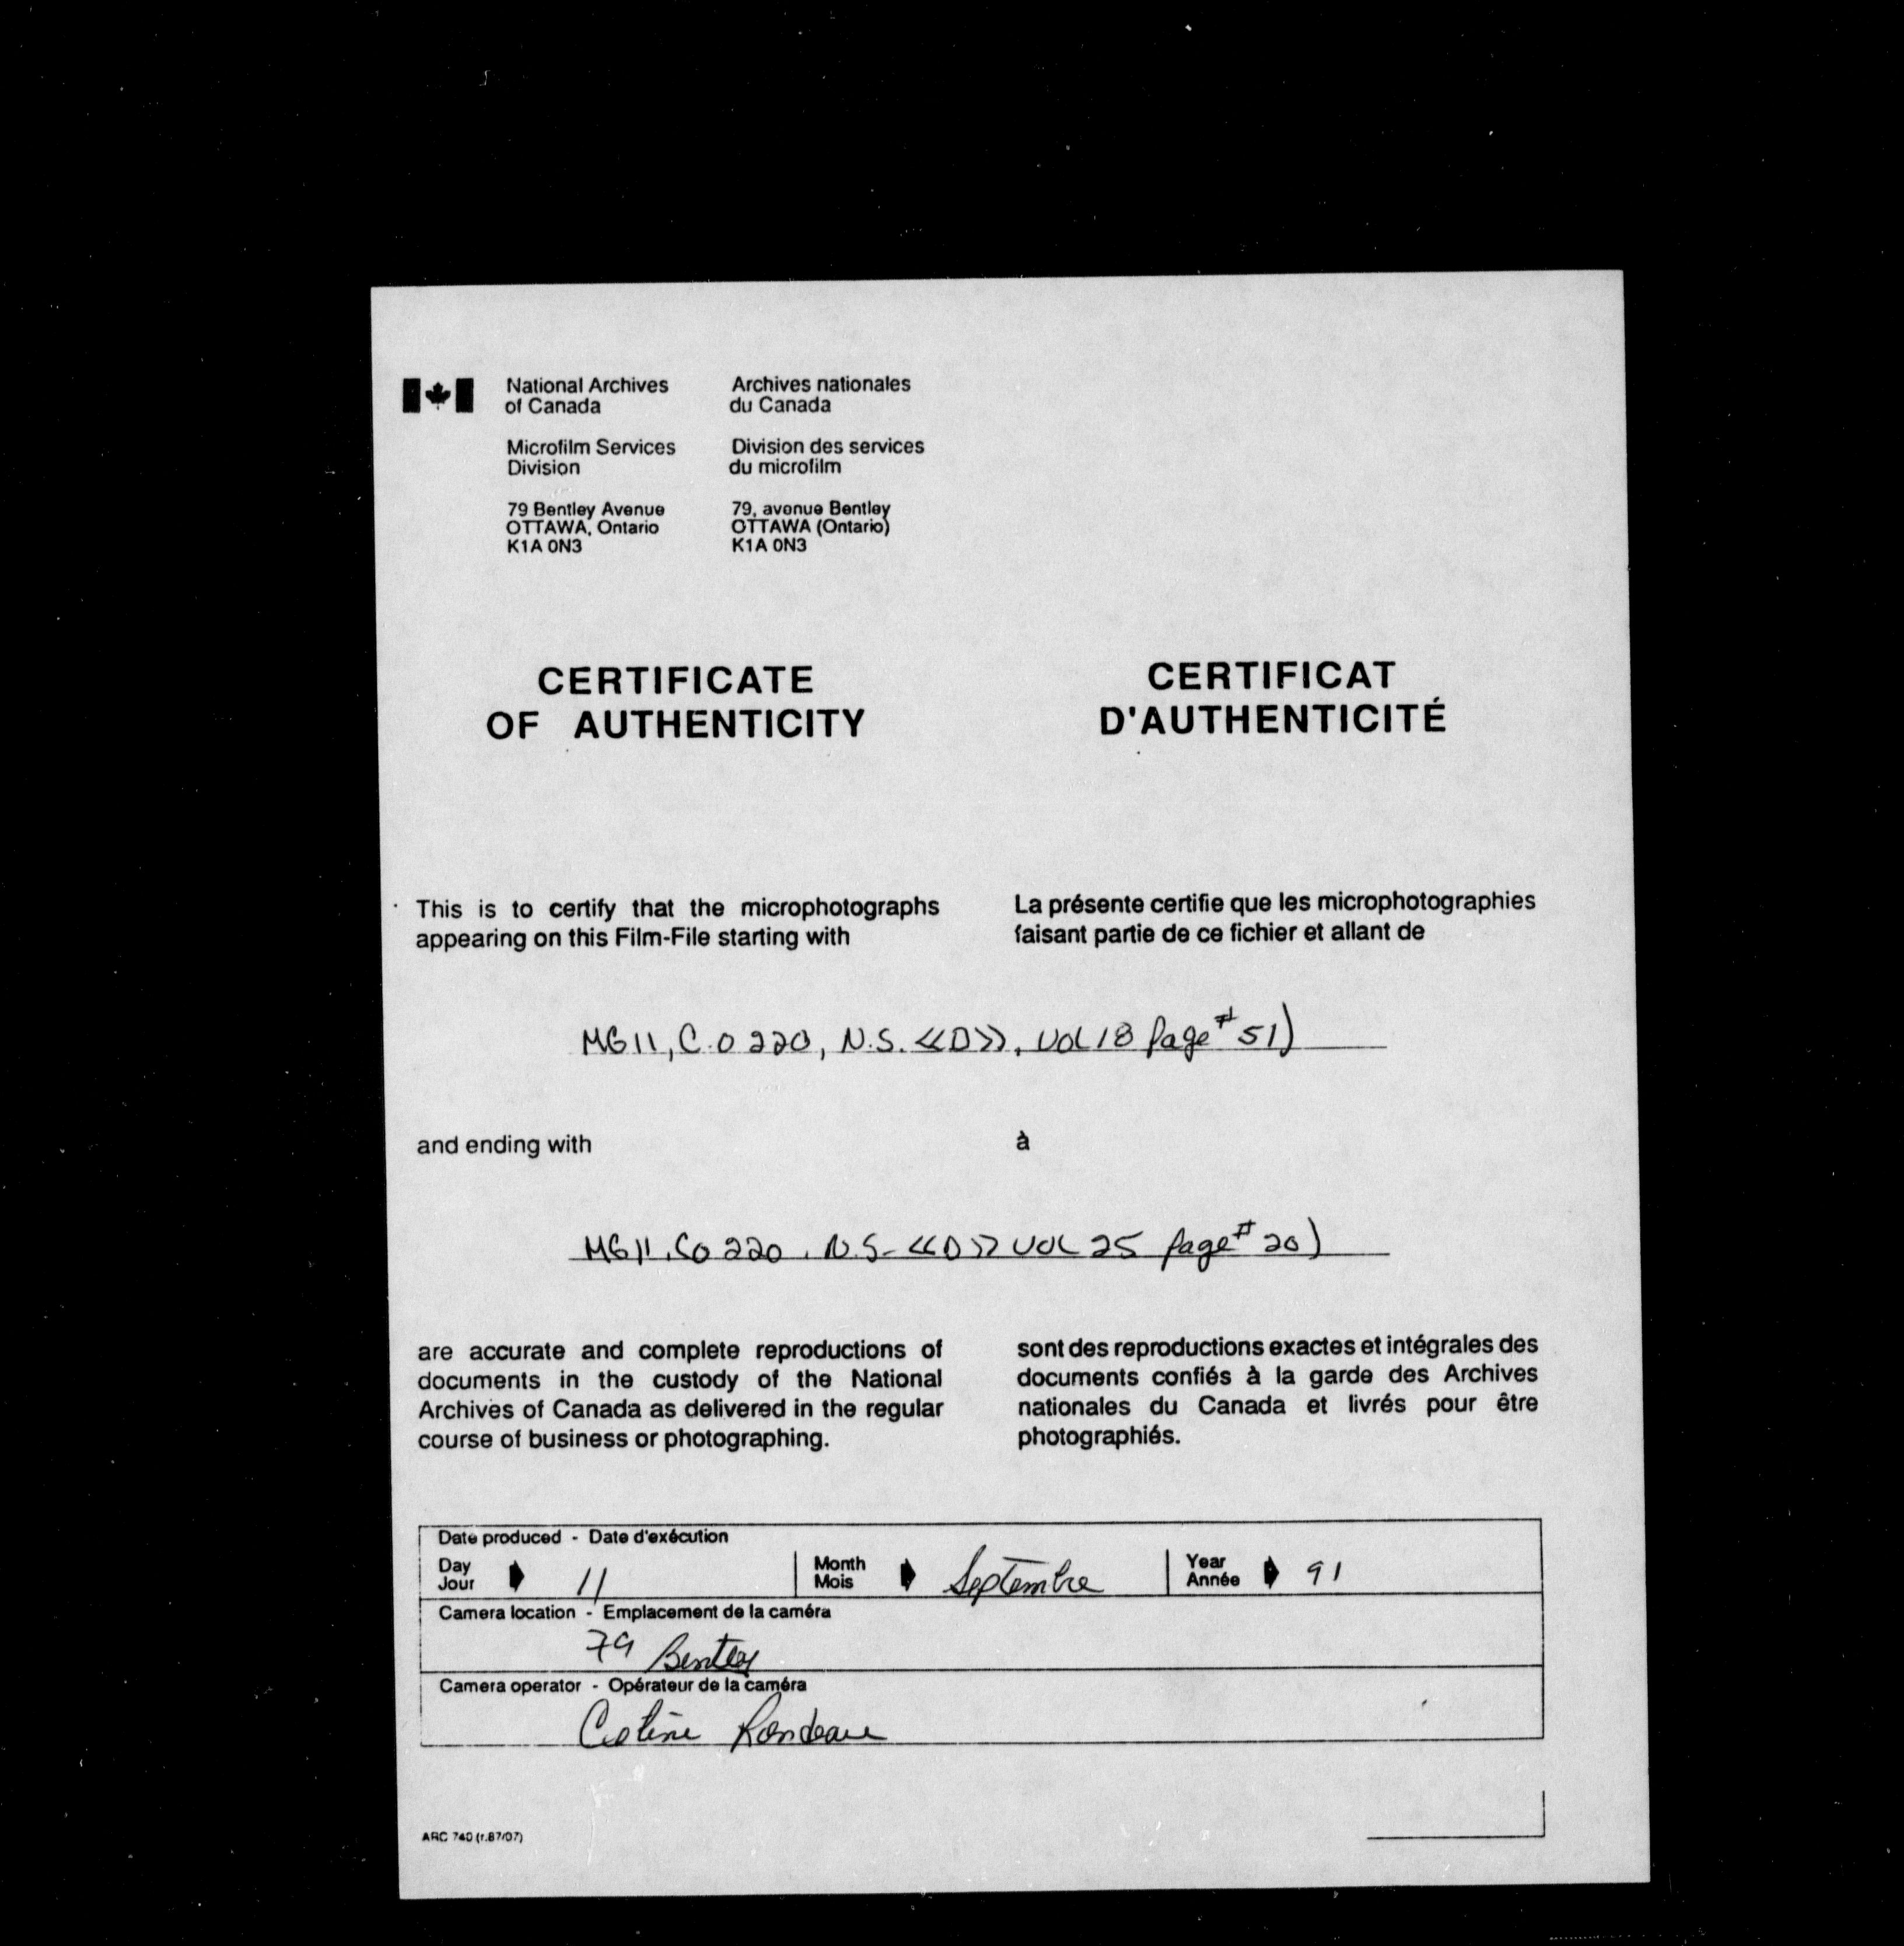 National Archives
of Canada
Archives nationales
du Canada
Microfilm Services
Division
Division des services
du microfilm
79 Bentley Avenue
OTTAWA, Ontario
K1A 0N3
79, avenue Bentley
OTTAWA (Ontario)
K1A 0N3
CERTIFICATE
OF AUTHENTICITY
CERTIFICAT
D'AUTHENTICITÉ
This is to certify that the microphotographs
appearing on this Film-File starting with
La présente certifie que les microphotographies
faisant partie de ce fichier et allant de
MG11, C.O 220, N.S. <<D>>, Vol 18 Page # 51)
and ending with
à
MG11, CO 220, N.S- <<D>> Vol 25 Page # 20)
are accurate and complete reproductions of
documents in the custody of the National
Archives of Canada as delivered in the regular
course of business or photographing.
sont des reproductions exactes et intégrales des
documents confiés à la garde des Archives
nationales du Canada et livrés pour être
photographiés.
Date produced - Date d'exécution
Day
Jour
11
Month
Mois
Septembre
Year
Année
91
Camera location - Emplacement de la caméra
79 Bentley
Camera operator - Opérateur de la caméra
Rondeau
ARC 740 (r.87/07)